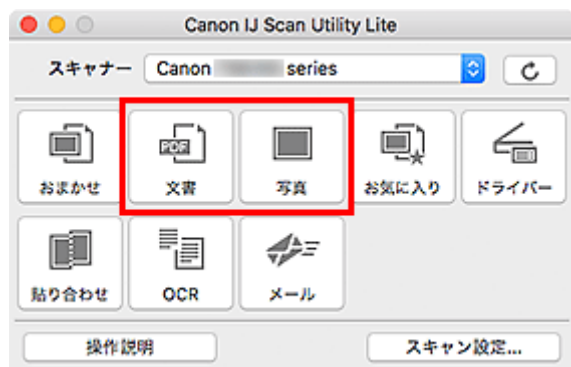 Canon IJ Scan Utility Lite
スキャナー Canon series
PDF
おまかせ 文書 写真 お気に入り ドライバー
貼り合わせ OCR メール
操作説明 スキャン設定...